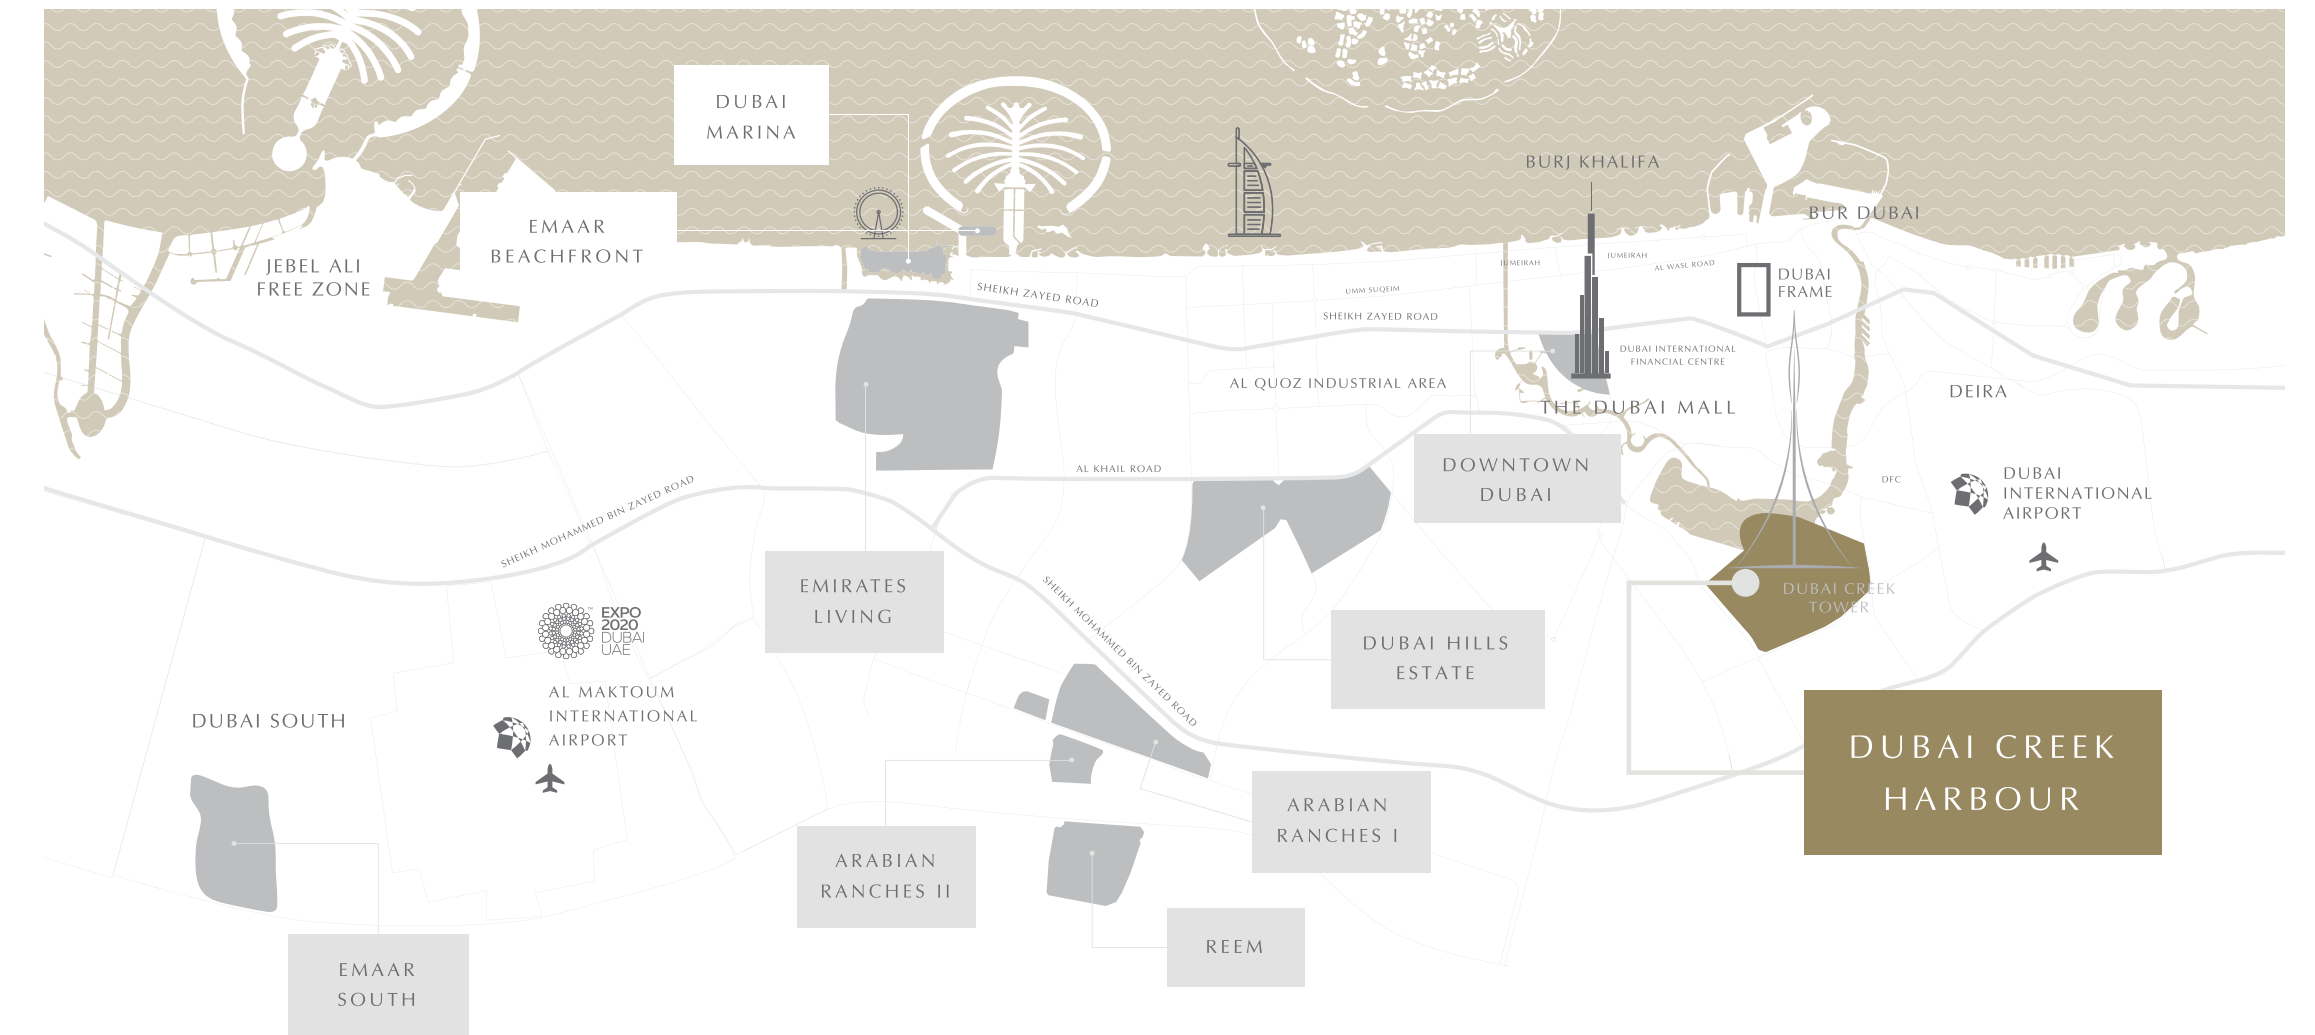 DUBAI
MARINA
BURJ KHALIFA
BUR DUBAI
EMAAR
BEACHFRONT
JEBEL ALI
FREE ZONE
SHEIKH ZAYED ROAD
UMM SUQEIM
SHEIKH ZAYED ROAD
JUMEIRAH
JUMEIRAH
AL WASL ROAD
DUBAI
FRAME
DUBAI INTERNATIONAL
FINANCIAL CENTRE
AL QUOZ INDUSTRIAL AREA
THE DUBAI MALL
DEIRA
DOWNTOWN
DUBAI
AL KHAIL ROAD
SHEIKH MOHAMMED BIN ZAYED ROAD
DFC
DUBAI
INTERNATIONAL
AIRPORT
EMIRATES
LIVING
SHEIKH MOHAMMED BIN ZAYED ROAD
DUBAI CREEK
TOWER
EXPO
2020
DUBAI
UAE
™
DUBAI HILLS
ESTATE
AL MAKTOUM
INTERNATIONAL
AIRPORT
DUBAI SOUTH
DUBAI CREEK
HARBOUR
ARABIAN
RANCHES I
ARABIAN
RANCHES II
REEM
EMAAR
SOUTH